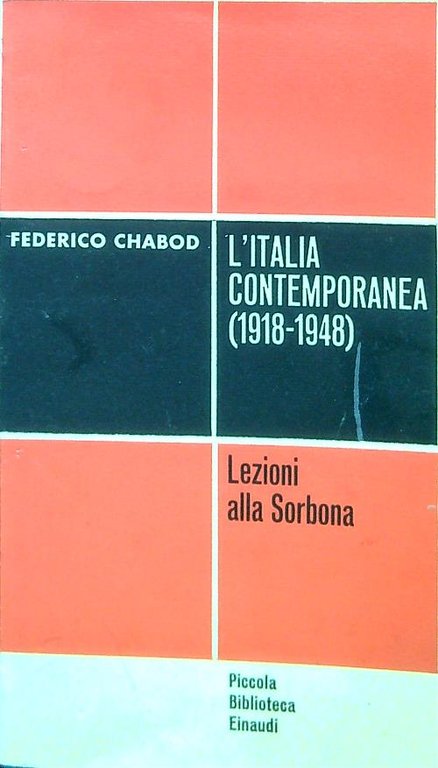 FEDERICO CHABOD
L'ITALIA
CONTEMPORANEA
(1918-1948)
Lezioni
alla Sorbona
Piccola
Biblioteca
Einaudi